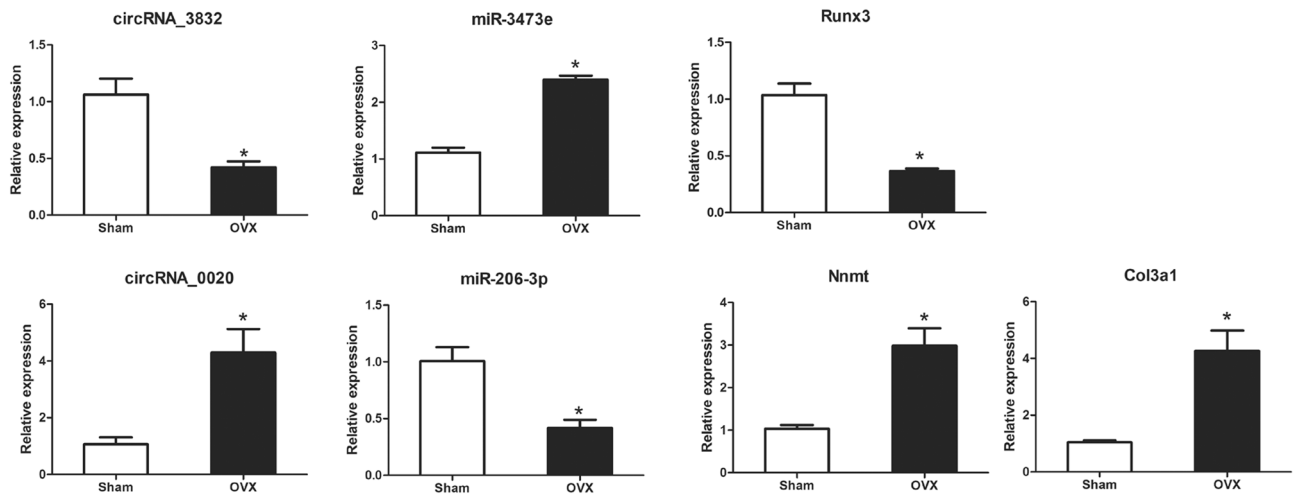 circRNA_3832
Relative expression
1.5
1.0
0.5
0.0
*
Sham OVX
miR-3473e
Relative expression
3
2
1
0
*
Sham OVX
Runx3
Relative expression
1.5
1.0
0.5
0.0
*
Sham OVX
circRNA_0020
Relative expression
6
4
2
0
*
Sham OVX
miR-206-3p
Relative expression
1.5
1.0
0.5
0.0
*
Sham OVX
Nnmt
Relative expression
4
3
2
1
0
*
Sham OVX
Col3a1
Relative expression
6
4
2
0
*
Sham OVX